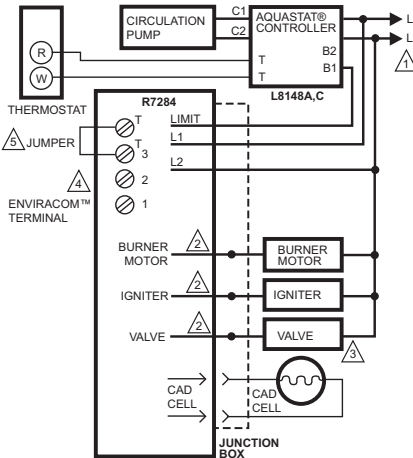 CIRCULATION
PUMP
C1
C2
AQUASTAT®
CONTROLLER
B2
B1
T
T
L
L
1
R
W
THERMOSTAT
L8148A,C
R7284
LIMIT
L1
L2
T
T
3
2
1
5 JUMPER
4
ENVIRACOM™
TERMINAL
BURNER
MOTOR
2
BURNER
MOTOR
IGNITER
2
IGNITER
VALVE
2
VALVE
3
CAD
CELL
CAD
CELL
JUNCTION
BOX